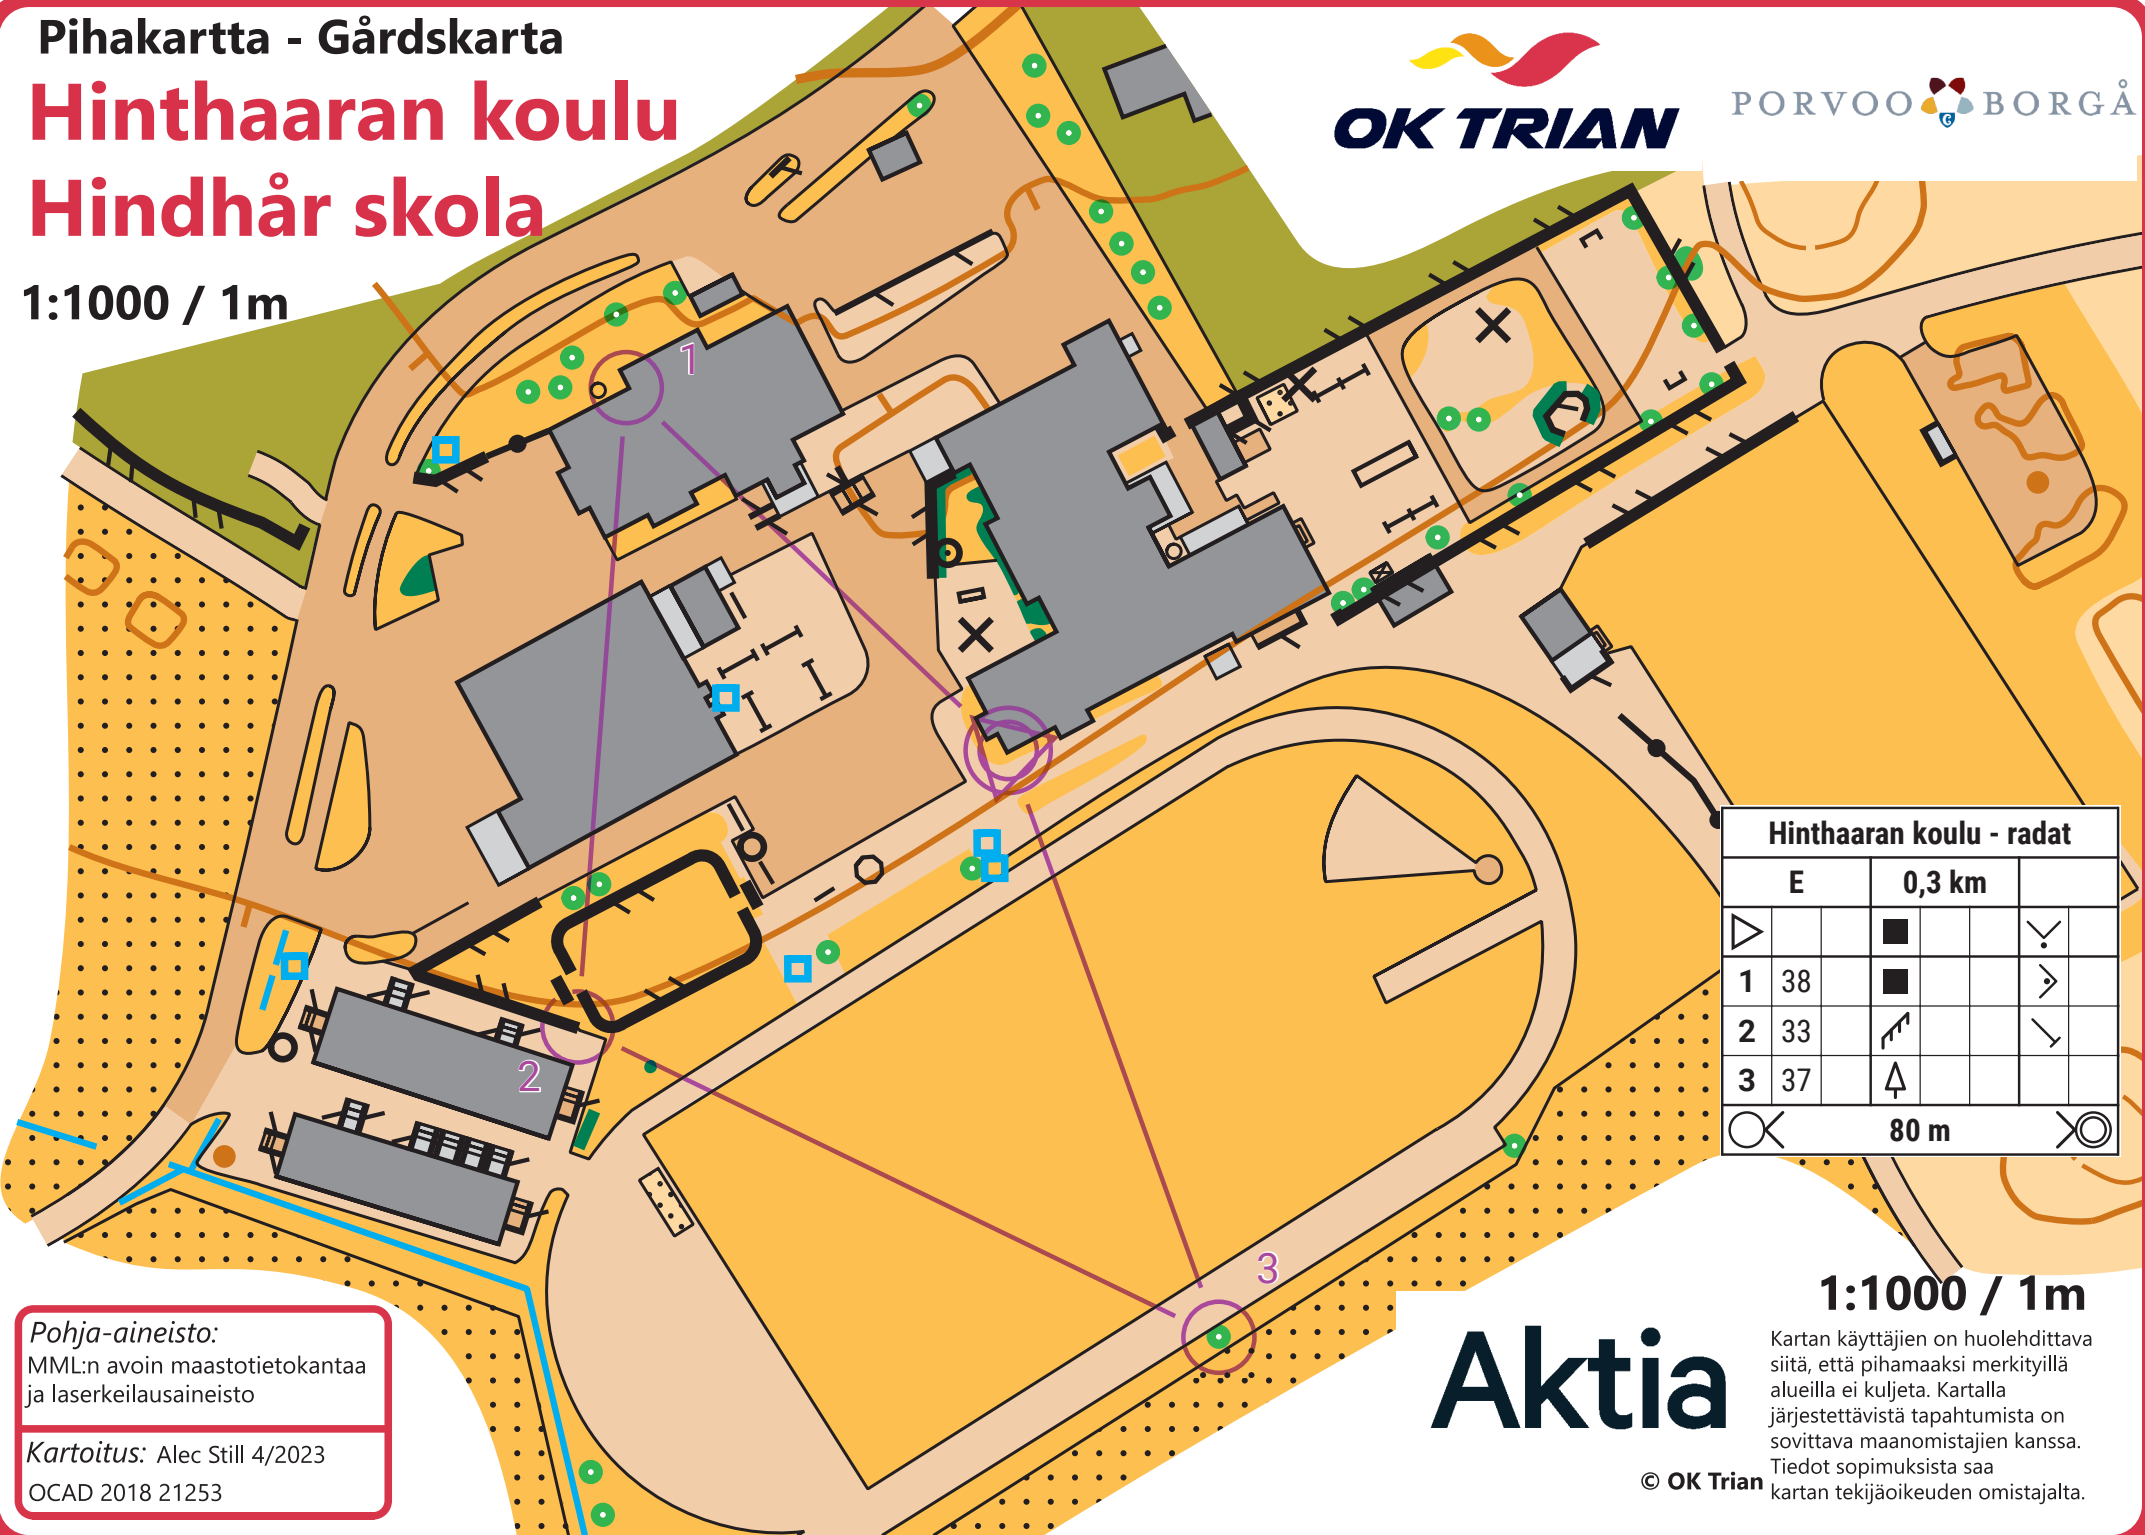 Pihakartta - Gårdskarta
Hinthaaran koulu
Hindhår skola
1:1000 / 1m
OK TRIAN
PORVOO BORGÅ
1
2
3
Hinthaaran koulu - radat
E 0,3 km
1 38
2 33
3 37
80 m
Pohja-aineisto:
MML:n avoin maastotietokantaa
ja laserkeilausaineisto
Kartoitus: Alec Still 4/2023
OCAD 2018 21253
Aktia
© OK Trian
1:1000 / 1m
Kartan käyttäjien on huolehdittava
siitä, että pihamaaksi merkityillä
alueilla ei kuljeta. Kartalla
järjestettävistä tapahtumista on
sovittava maanomistajien kanssa.
Tiedot sopimuksista saa
kartan tekijäoikeuden omistajalta.